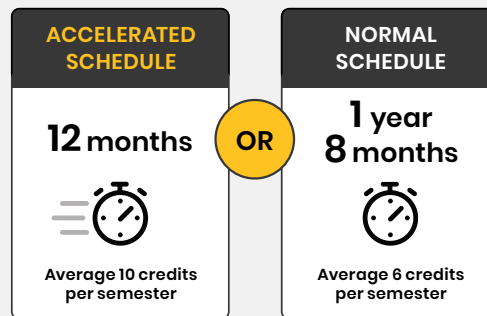 ACCELERATED
SCHEDULE
12 months
Average 10 credits
per semester
OR
NORMAL
SCHEDULE
1 year
8 months
Average 6 credits
per semester